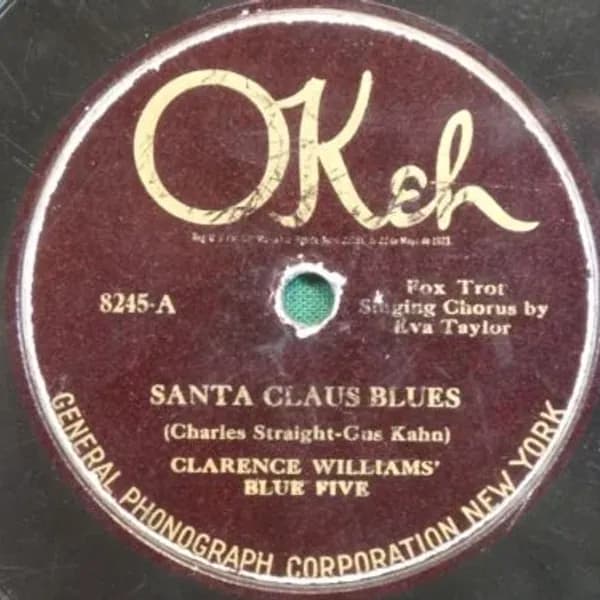 OKeh
8245-A
Fox Trot
Singing Chorus by
Eva Taylor
SANTA CLAUS BLUES
(Charles Straight-Gus Kahn)
CLARENCE WILLIAMS'
BLUE FIVE
GENERAL PHONOGRAPH CORPORATION NEW YORK